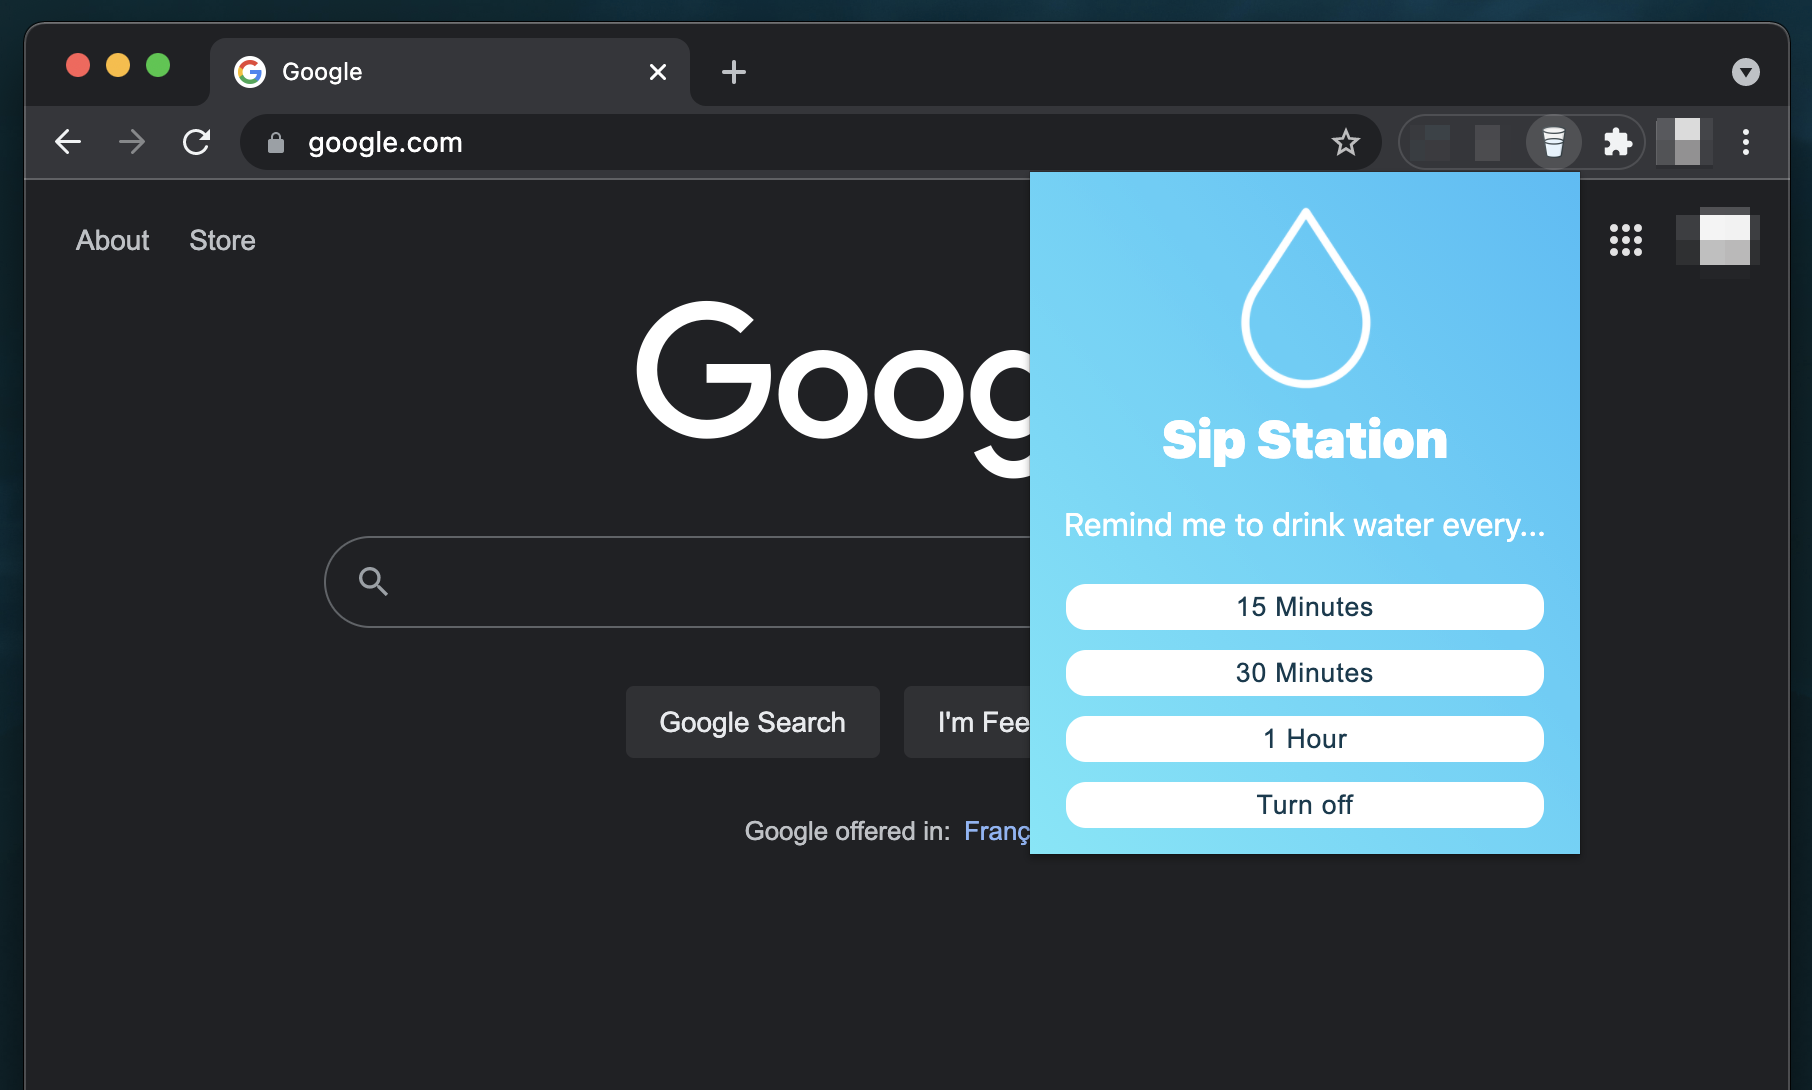 Google
google.com
About
Store
Goog
Google Search
I'm Fee
Google offered in: Franç
Sip Station
Remind me to drink water every...
15 Minutes
30 Minutes
1 Hour
Turn off